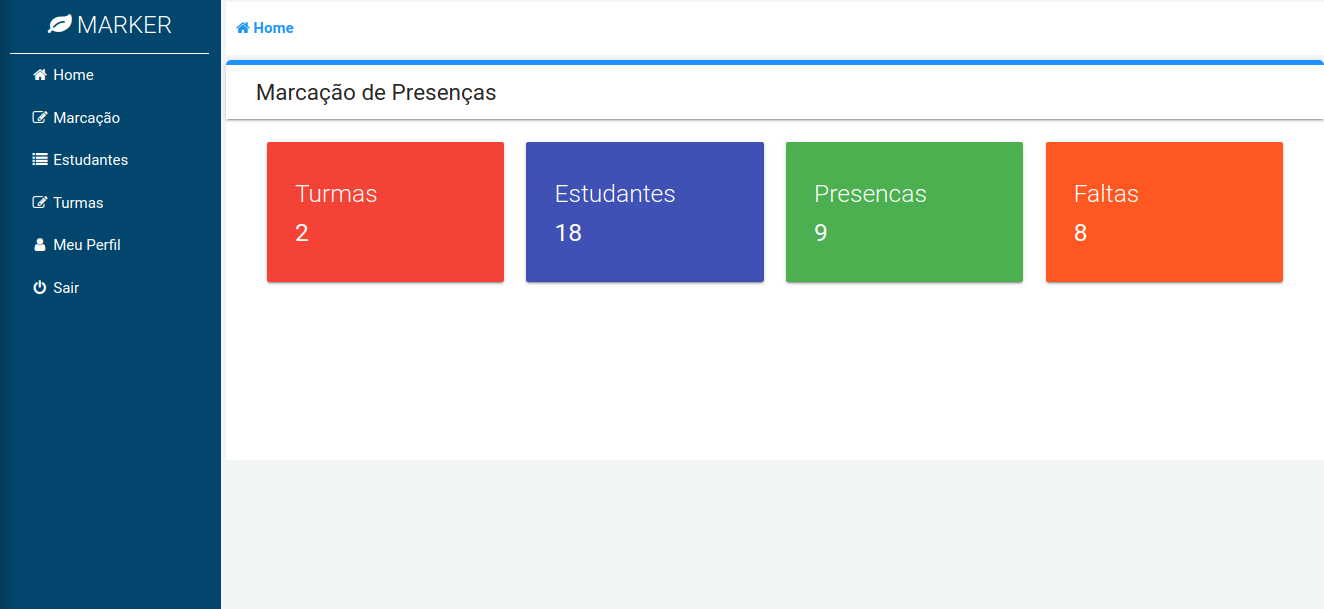 MARKER
Home
Marcação
Estudantes
Turmas
Meu Perfil
Sair
Home
Marcação de Presenças
Turmas
2
Estudantes
18
Presencas
9
Faltas
8